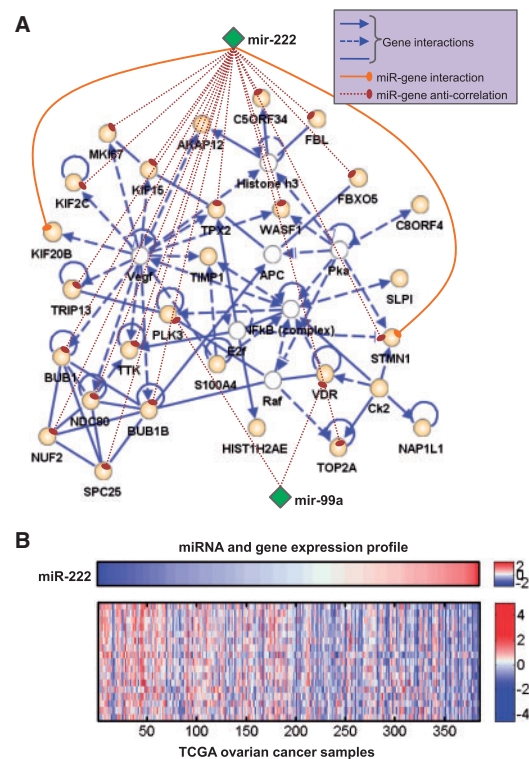 A
mir-222
Gene interactions
miR-gene interaction
miR-gene anti-correlation
C5ORF34
FBL
AKAP12
MKI67
Histone h3
KIF15
KIF2C
FBXO5
TPX2
WASF1
C8ORF4
KIF20B
Vegf
TIMP1
APC
Pka
SLPI
TRIP13
PLK3
NFkB (complex)
STMN1
E2f
BUB1
TTK
S100A4
Raf
VDR
Ck2
NDC80
BUB1B
NUF2
HIST1H2AE
TOP2A
NAP1L1
SPC25
mir-99a
B
miRNA and gene expression profile
miR-222
2
0
-2
4
2
0
-2
-4
50 100 150 200 250 300 350
TCGA ovarian cancer samples